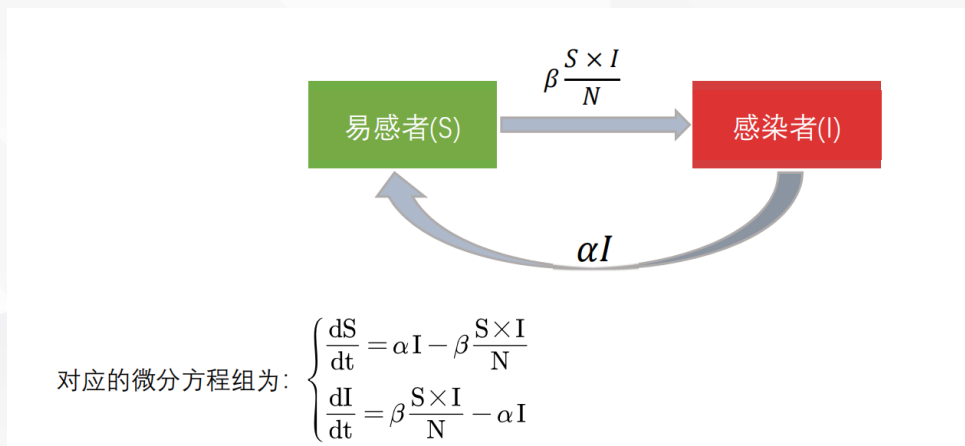 β S × I / N
易感者(S)
感染者(I)
αI
对应的微分方程组为:
dS/dt = αI − β S×I/N
dI/dt = β S×I/N − αI